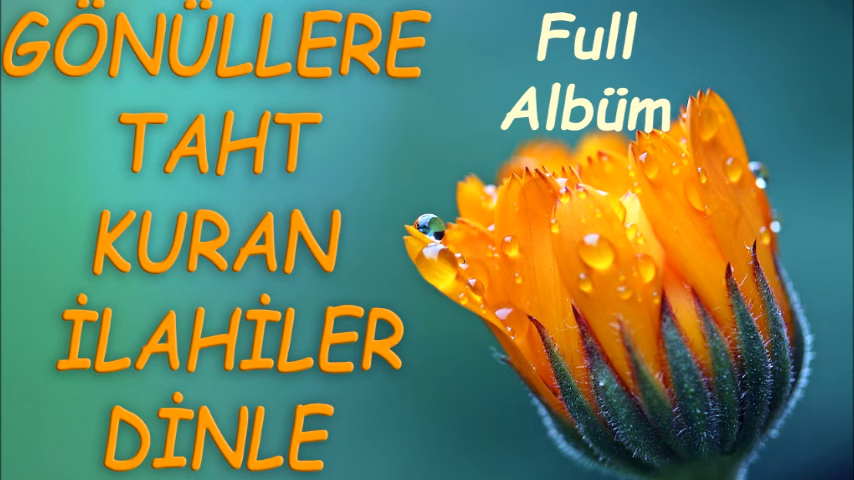 GÖNÜLLERE
TAHT
KURAN
İLAHİLER
DİNLE
Full
Albüm